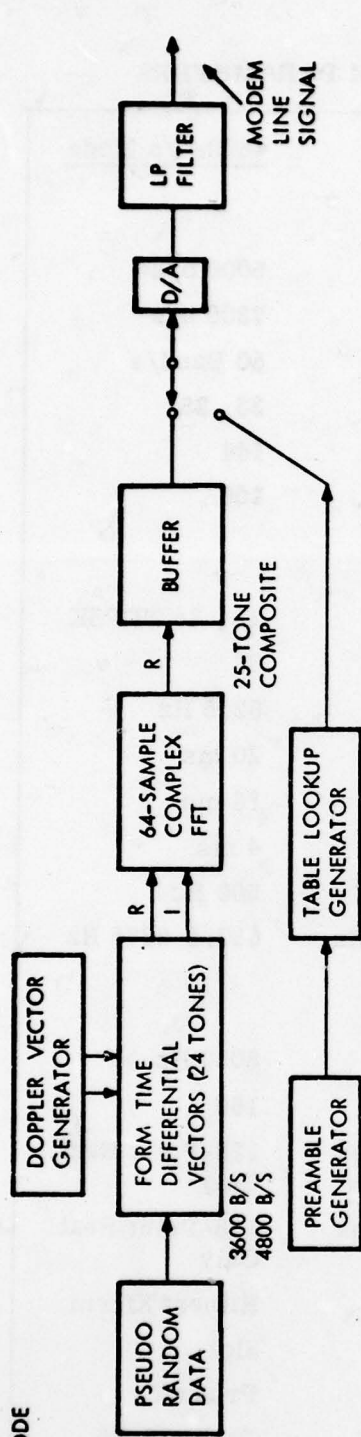 ODE
PSEUDO
RANDOM
DATA
DOPPLER VECTOR
GENERATOR
FORM TIME
DIFFERENTIAL
VECTORS (24 TONES)
3600 B/S
4800 B/S
R
I
64-SAMPLE
COMPLEX
FFT
R
BUFFER
25-TONE
COMPOSITE
D/A
LP
FILTER
MODEM
LINE
SIGNAL
PREAMBLE
GENERATOR
TABLE LOOKUP
GENERATOR